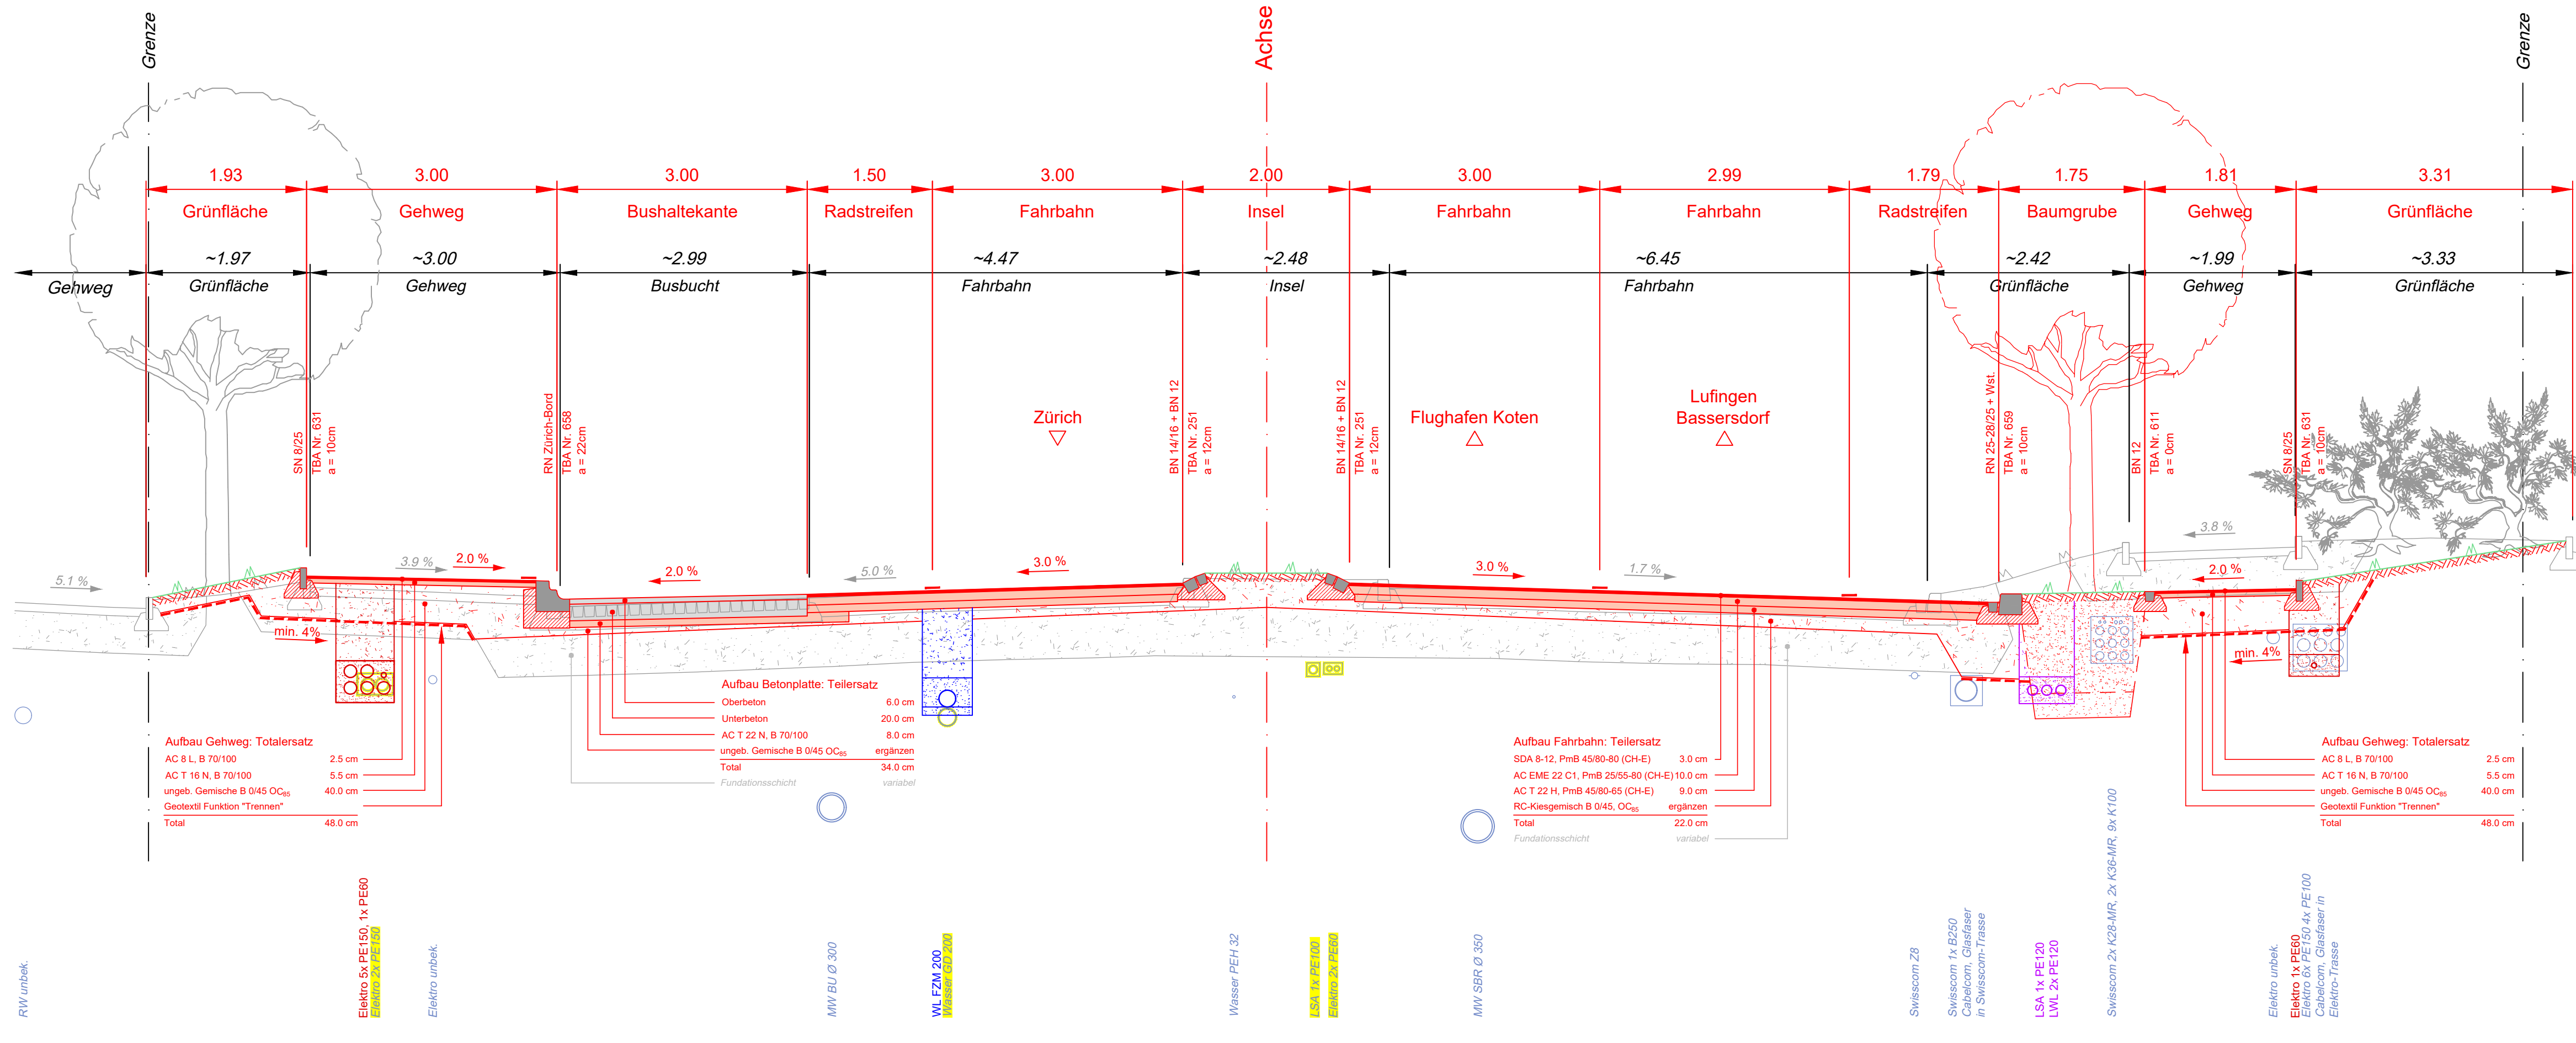 Grenze
Achse
Grenze
1.93
3.00
3.00
1.50
3.00
2.00
3.00
2.99
1.79
1.75
1.81
3.31
Grünfläche
Gehweg
Bushaltekante
Radstreifen
Fahrbahn
Insel
Fahrbahn
Fahrbahn
Radstreifen
Baumgrube
Gehweg
Grünfläche
~1.97
~3.00
~2.99
~4.47
~2.48
~6.45
~2.42
~1.99
~3.33
Gehweg
Grünfläche
Gehweg
Busbucht
Fahrbahn
Insel
Fahrbahn
Grünfläche
Gehweg
Grünfläche
SN 8/25
TBA Nr. 631
a = 10cm
RN Zürich-Bord
TBA Nr. 658
a = 22cm
Zürich
BN 14/16 + BN 12
TBA Nr. 251
a = 12cm
BN 14/16 + BN 12
TBA Nr. 251
a = 12cm
Flughafen Koten
Lufingen
Bassersdorf
RN 25-28/25 + Wst.
TBA Nr. 659
a = 10cm
BN 12
TBA Nr. 611
a = 0cm
SN 8/25
TBA Nr. 631
a = 10cm
5.1 %
3.9 %
2.0 %
2.0 %
5.0 %
3.0 %
3.0 %
1.7 %
3.8 %
2.0 %
min. 4%
min. 4%
Aufbau Gehweg: Totalersatz
AC 8 L, B 70/100 2.5 cm
AC T 16 N, B 70/100 5.5 cm
ungeb. Gemische B 0/45 OC85 40.0 cm
Geotextil Funktion "Trennen"
Total 48.0 cm
Aufbau Betonplatte: Teilersatz
Oberbeton 6.0 cm
Unterbeton 20.0 cm
AC T 22 N, B 70/100 8.0 cm
ungeb. Gemische B 0/45 OC85 ergänzen
Total 34.0 cm
Fundationsschicht variabel
Aufbau Fahrbahn: Teilersatz
SDA 8-12, PmB 45/80-80 (CH-E) 3.0 cm
AC EME 22 C1, PmB 25/55-80 (CH-E) 10.0 cm
AC T 22 H, PmB 45/80-65 (CH-E) 9.0 cm
RC-Kiesgemisch B 0/45, OC85 ergänzen
Total 22.0 cm
Fundationsschicht variabel
Aufbau Gehweg: Totalersatz
AC 8 L, B 70/100 2.5 cm
AC T 16 N, B 70/100 5.5 cm
ungeb. Gemische B 0/45 OC85 40.0 cm
Geotextil Funktion "Trennen"
Total 48.0 cm
RW unbek.
Elektro 5x PE150, 1x PE60
Elektro 2x PE150
Elektro unbek.
MW BU Ø 300
WL FZM 200
Wasser GD 200
Wasser PEH 32
LSA 1x PE100
Elektro 2x PE60
MW SBR Ø 350
Swisscom Z8
Swisscom 1x B250
Cabelcom, Glasfaser
in Swisscom-Trasse
LSA 1x PE120
LWL 2x PE120
Swisscom 2x K28-MR, 2x K36-MR, 9x K100
Elektro unbek.
Elektro 1x PE60
Elektro 6x PE150 4x PE100
Cabelcom, Glasfaser in
Elektro-Trasse